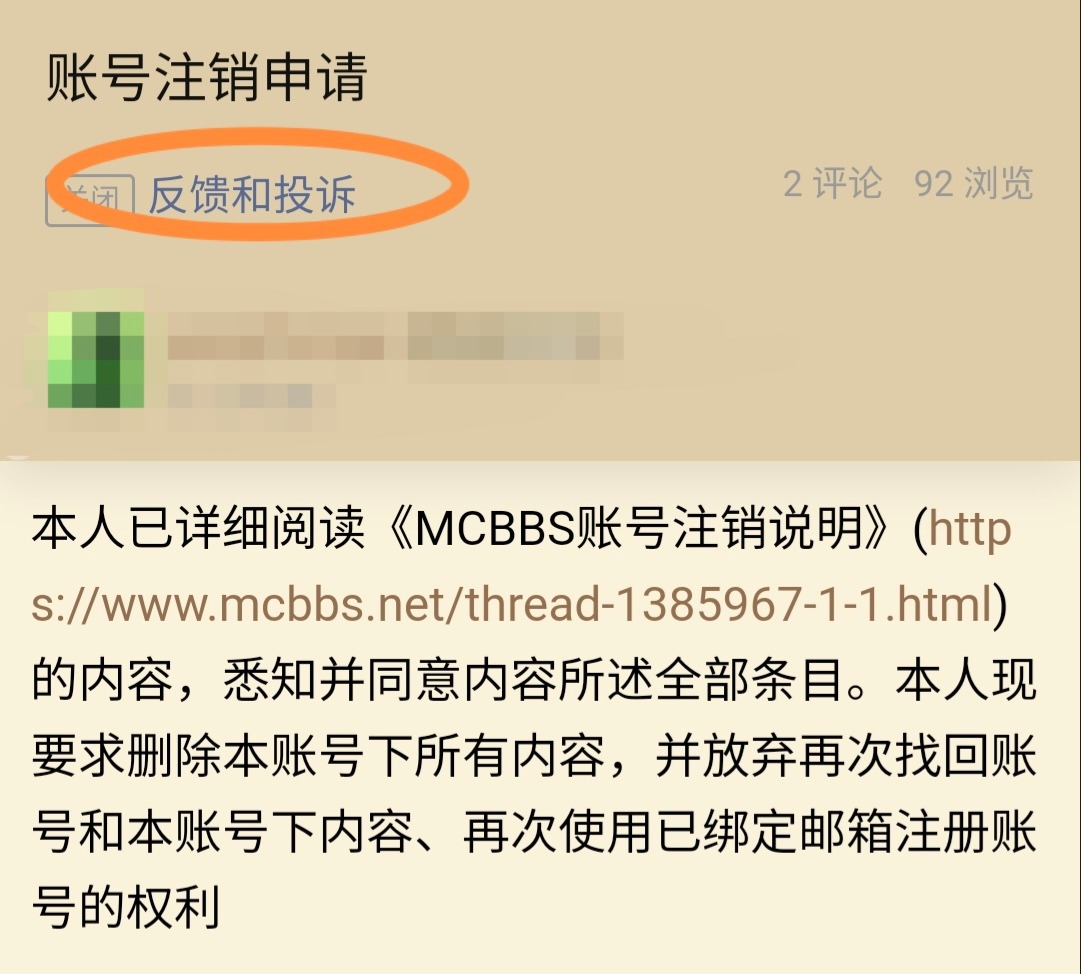 账号注销申请
关闭 反馈和投诉
2 评论 92 浏览
本人已详细阅读《MCBBS账号注销说明》(http
s://www.mcbbs.net/thread-1385967-1-1.html)
的内容，悉知并同意内容所述全部条目。本人现
要求删除本账号下所有内容，并放弃再次找回账
号和本账号下内容、再次使用已绑定邮箱注册账
号的权利